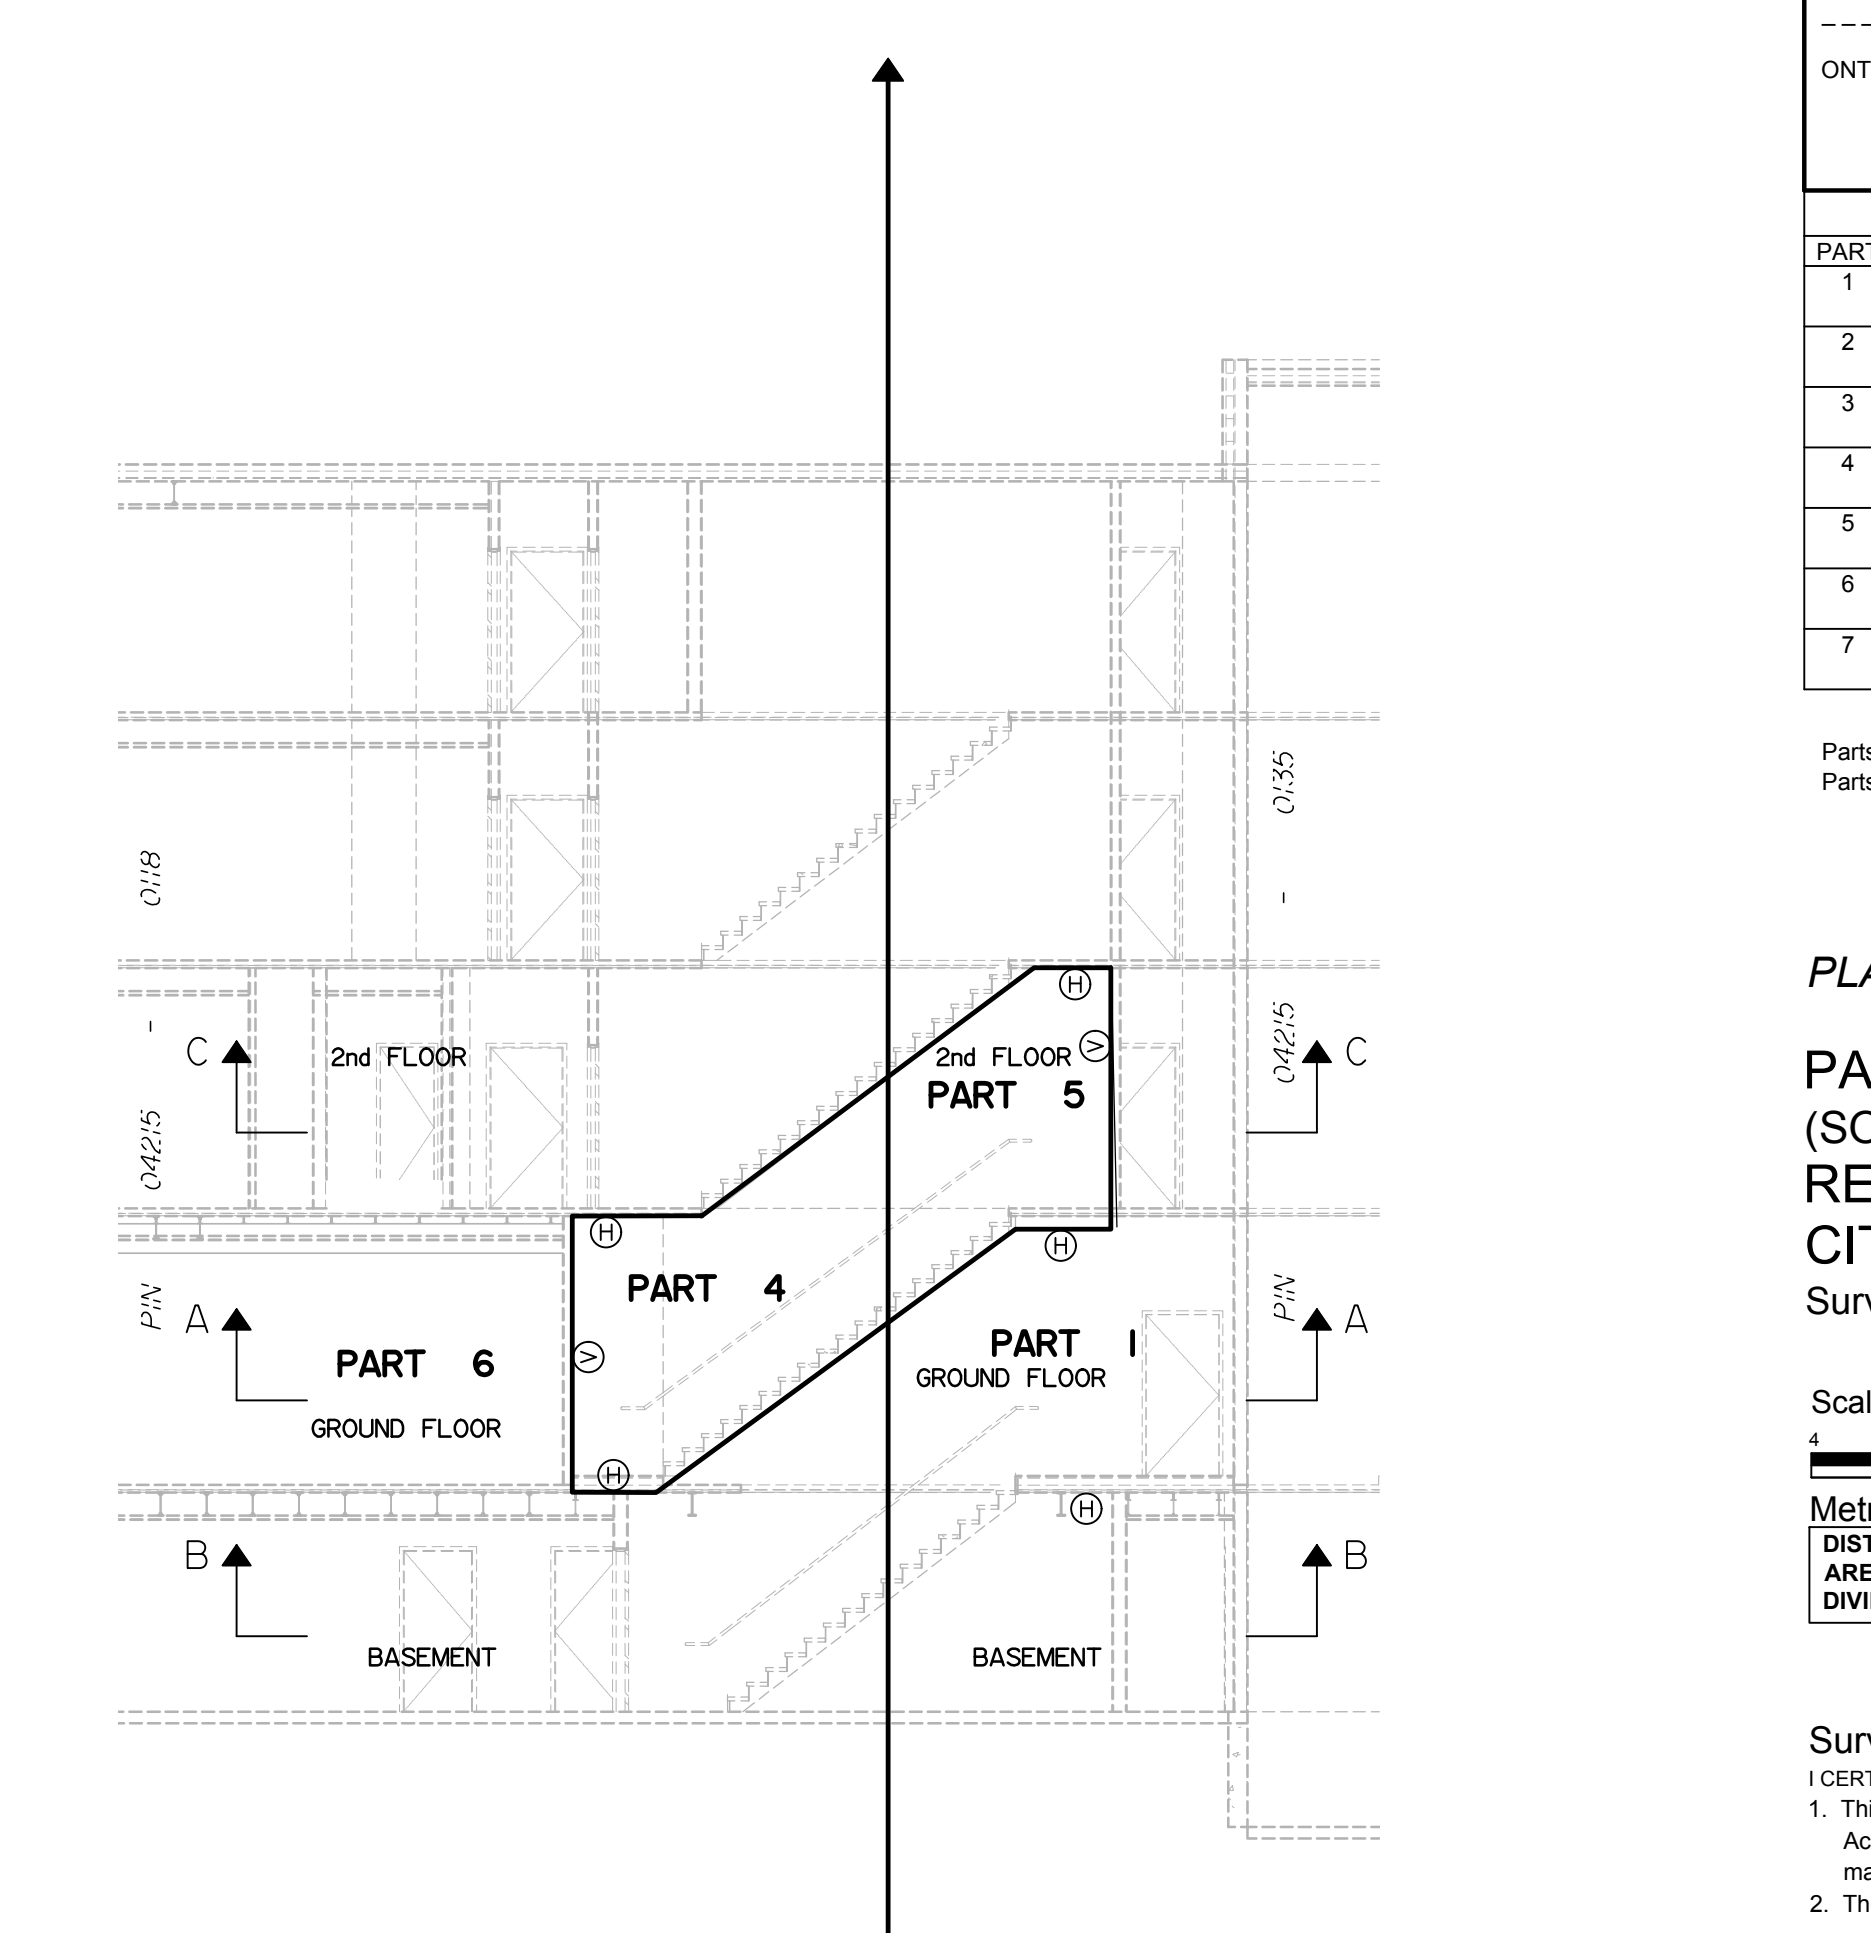 ONT
PART
1
2
3
4
5
6
7
Parts
Parts
PLA
PA
(SC
RE
CIT
Surv
Scal
4
Metr
DIST
ARE
DIVI
Surv
I CERT
1. Thi
Ac
ma
2. Th
PIN 04215 - 0118
PIN 04215 - 0135
C
2nd FLOOR
H
2nd FLOOR
V
C
PART 5
H
H
PART 4
A
A
PART 6
V
PART 1
GROUND FLOOR
GROUND FLOOR
H
H
B
B
BASEMENT
BASEMENT